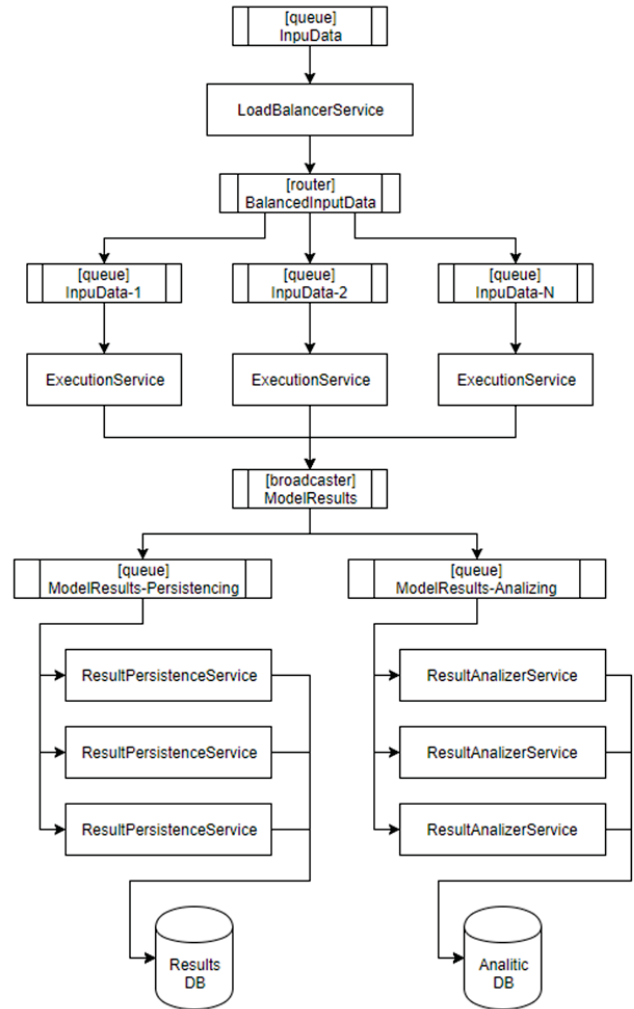 [queue]
InpuData
LoadBalancerService
[router]
BalancedInputData
[queue]
InpuData-1
[queue]
InpuData-2
[queue]
InpuData-N
ExecutionService
ExecutionService
ExecutionService
[broadcaster]
ModelResults
[queue]
ModelResults-Persistencing
[queue]
ModelResults-Analizing
ResultPersistenceService
ResultAnalizerService
ResultPersistenceService
ResultAnalizerService
ResultPersistenceService
ResultAnalizerService
Results
DB
Analitic
DB